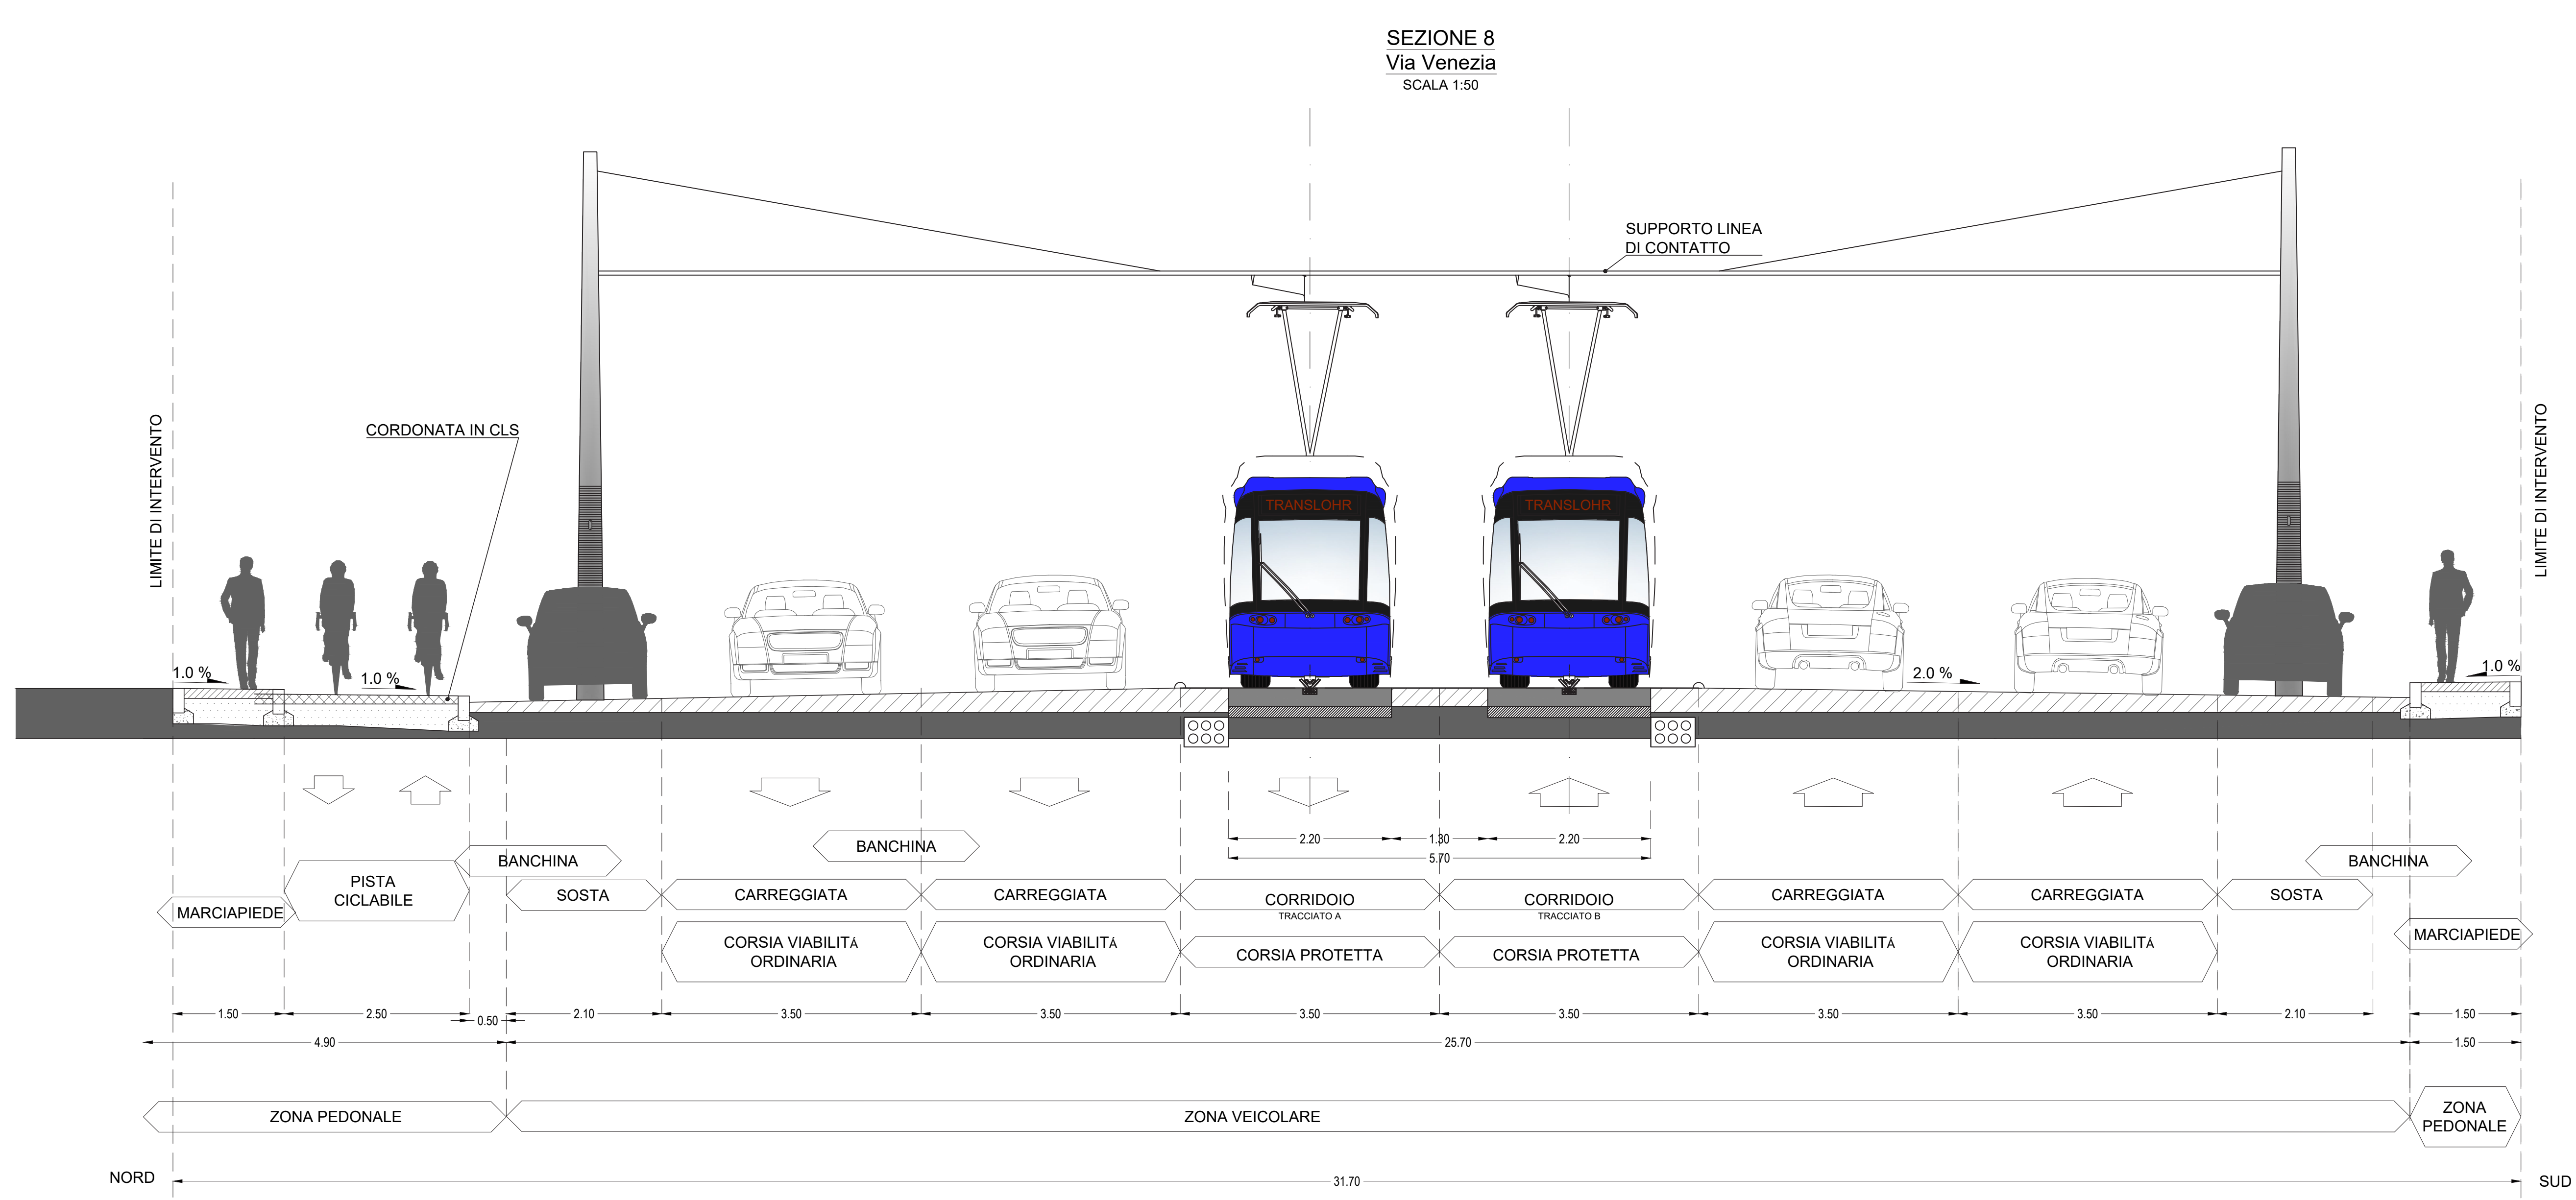 SEZIONE 8
Via Venezia
SCALA 1:50
SUPPORTO LINEA
DI CONTATTO
CORDONATA IN CLS
LIMITE DI INTERVENTO
LIMITE DI INTERVENTO
TRANSLOHR
TRANSLOHR
1.0 %
1.0 %
2.0 %
1.0 %
2.20
1.30
2.20
5.70
BANCHINA
BANCHINA
BANCHINA
PISTA
CICLABILE
MARCIAPIEDE
SOSTA
CARREGGIATA
CARREGGIATA
CORRIDOIO
TRACCIATO A
CORRIDOIO
TRACCIATO B
CARREGGIATA
CARREGGIATA
SOSTA
MARCIAPIEDE
CORSIA VIABILITÁ
ORDINARIA
CORSIA VIABILITÁ
ORDINARIA
CORSIA PROTETTA
CORSIA PROTETTA
CORSIA VIABILITÁ
ORDINARIA
CORSIA VIABILITÁ
ORDINARIA
1.50
2.50
0.50
2.10
3.50
3.50
3.50
3.50
3.50
3.50
2.10
1.50
4.90
25.70
1.50
ZONA PEDONALE
ZONA VEICOLARE
ZONA
PEDONALE
NORD
31.70
SUD